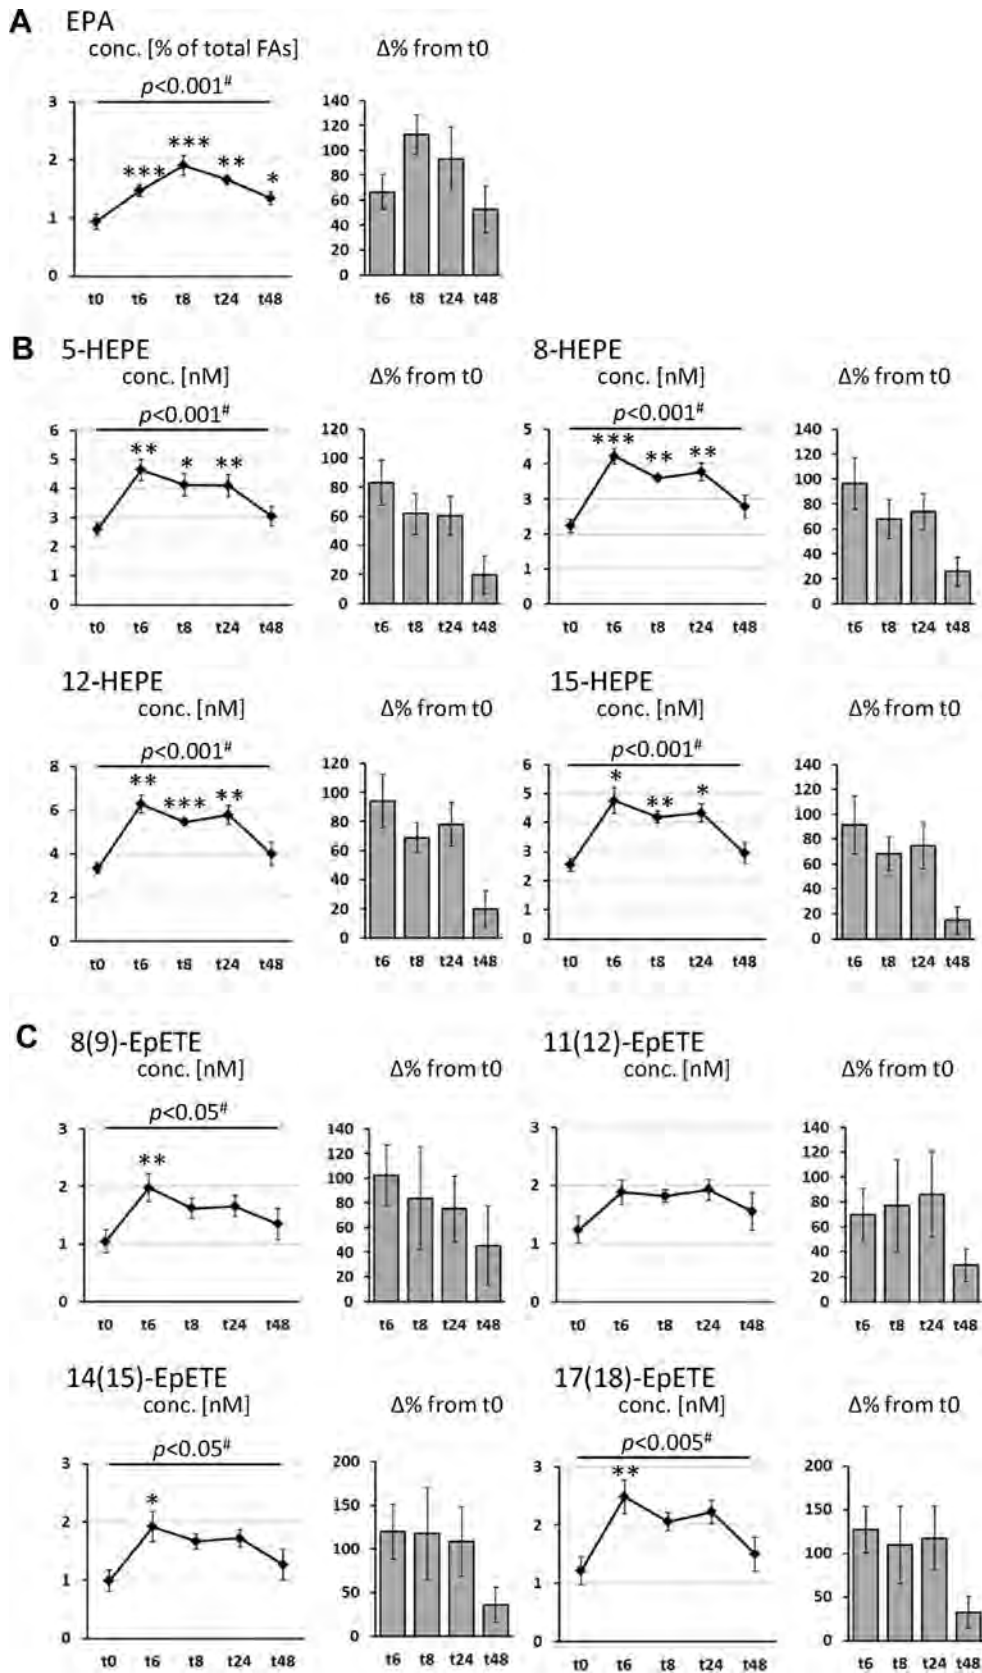 A EPA
conc. [% of total FAs] Δ% from t0
p<0.001#
3
2
1
0
*** *** ** *
t0 t6 t8 t24 t48
140
120
100
80
60
40
20
0
t6 t8 t24 t48
B 5-HEPE
conc. [nM] Δ% from t0
p<0.001#
6
5
4
3
2
1
0
** * **
t0 t6 t8 t24 t48
120
100
80
60
40
20
0
t6 t8 t24 t48
8-HEPE
conc. [nM] Δ% from t0
p<0.001#
5
4
3
2
1
0
*** ** **
t0 t6 t8 t24 t48
140
120
100
80
60
40
20
0
t6 t8 t24 t48
12-HEPE
conc. [nM] Δ% from t0
p<0.001#
8
6
4
2
0
** *** **
t0 t6 t8 t24 t48
120
100
80
60
40
20
0
t6 t8 t24 t48
15-HEPE
conc. [nM] Δ% from t0
p<0.001#
6
5
4
3
2
1
0
* ** *
t0 t6 t8 t24 t48
140
120
100
80
60
40
20
0
t6 t8 t24 t48
C 8(9)-EpETE
conc. [nM] Δ% from t0
p<0.05#
3
2
1
0
**
t0 t6 t8 t24 t48
140
120
100
80
60
40
20
0
t6 t8 t24 t48
11(12)-EpETE
conc. [nM] Δ% from t0
3
2
1
0
t0 t6 t8 t24 t48
140
120
100
80
60
40
20
0
t6 t8 t24 t48
14(15)-EpETE
conc. [nM] Δ% from t0
p<0.05#
3
2
1
0
*
t0 t6 t8 t24 t48
200
150
100
50
0
t6 t8 t24 t48
17(18)-EpETE
conc. [nM] Δ% from t0
p<0.005#
3
2
1
0
**
t0 t6 t8 t24 t48
200
150
100
50
0
t6 t8 t24 t48